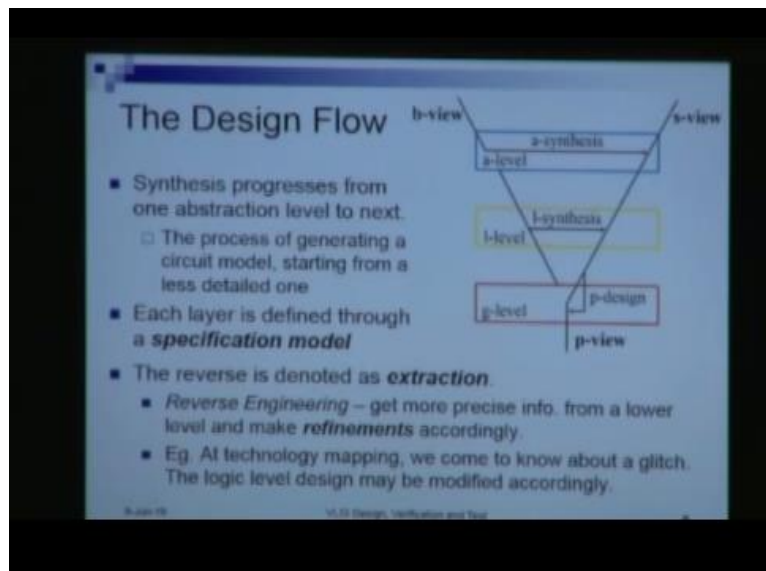 The Design Flow
b-view
s-view
a-synthesis
a-level
l-synthesis
l-level
p-design
g-level
p-view
■ Synthesis progresses from
one abstraction level to next.
□ The process of generating a
circuit model, starting from a
less detailed one
■ Each layer is defined through
a specification model
■ The reverse is denoted as extraction.
■ Reverse Engineering – get more precise info. from a lower
level and make refinements accordingly.
■ Eg. At technology mapping, we come to know about a glitch.
The logic level design may be modified accordingly.
VLSI Design, Verification and Test